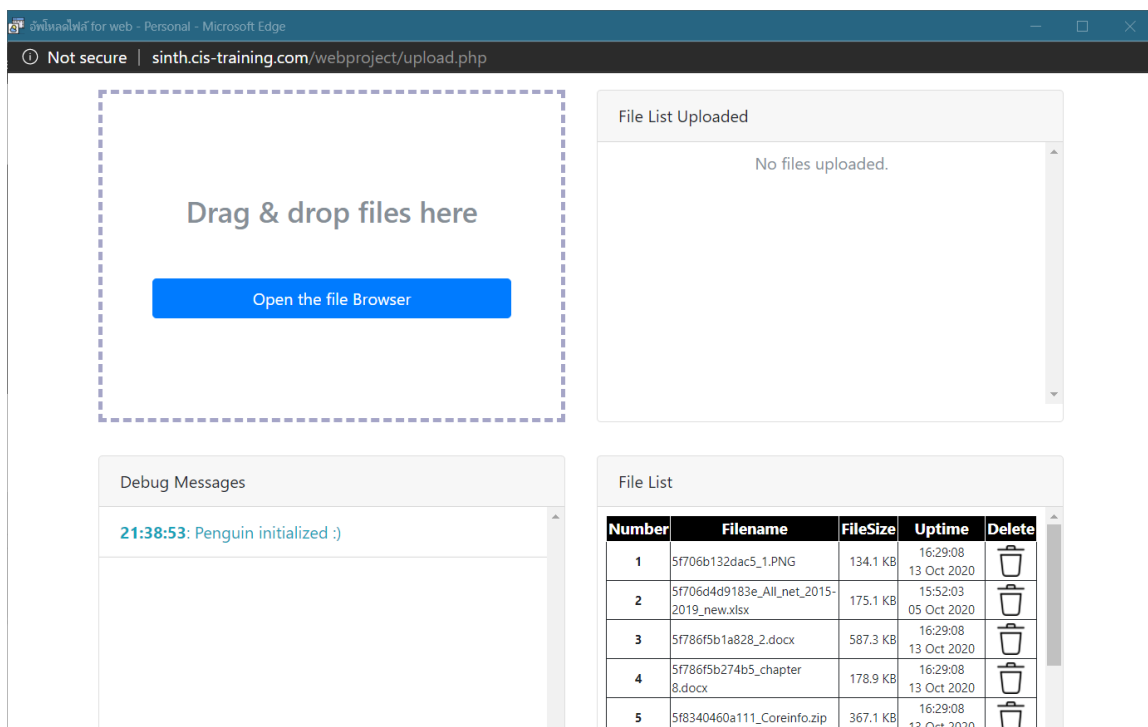 อัพโหลดไฟล์ for web - Personal - Microsoft Edge
Not secure | sinth.cis-training.com/webproject/upload.php
Drag & drop files here
Open the file Browser
File List Uploaded
No files uploaded.
Debug Messages
21:38:53: Penguin initialized :)
File List
Number Filename FileSize Uptime Delete
1 5f706b132dac5_1.PNG 134.1 KB 16:29:08
13 Oct 2020
2 5f706d4d9183e_All_net_2015-
2019_new.xlsx 175.1 KB 15:52:03
05 Oct 2020
3 5f786f5b1a828_2.docx 587.3 KB 16:29:08
13 Oct 2020
4 5f786f5b274b5_chapter
8.docx 178.9 KB 16:29:08
13 Oct 2020
5 5f8340460a111_Coreinfo.zip 367.1 KB 16:29:08
13 Oct 2020